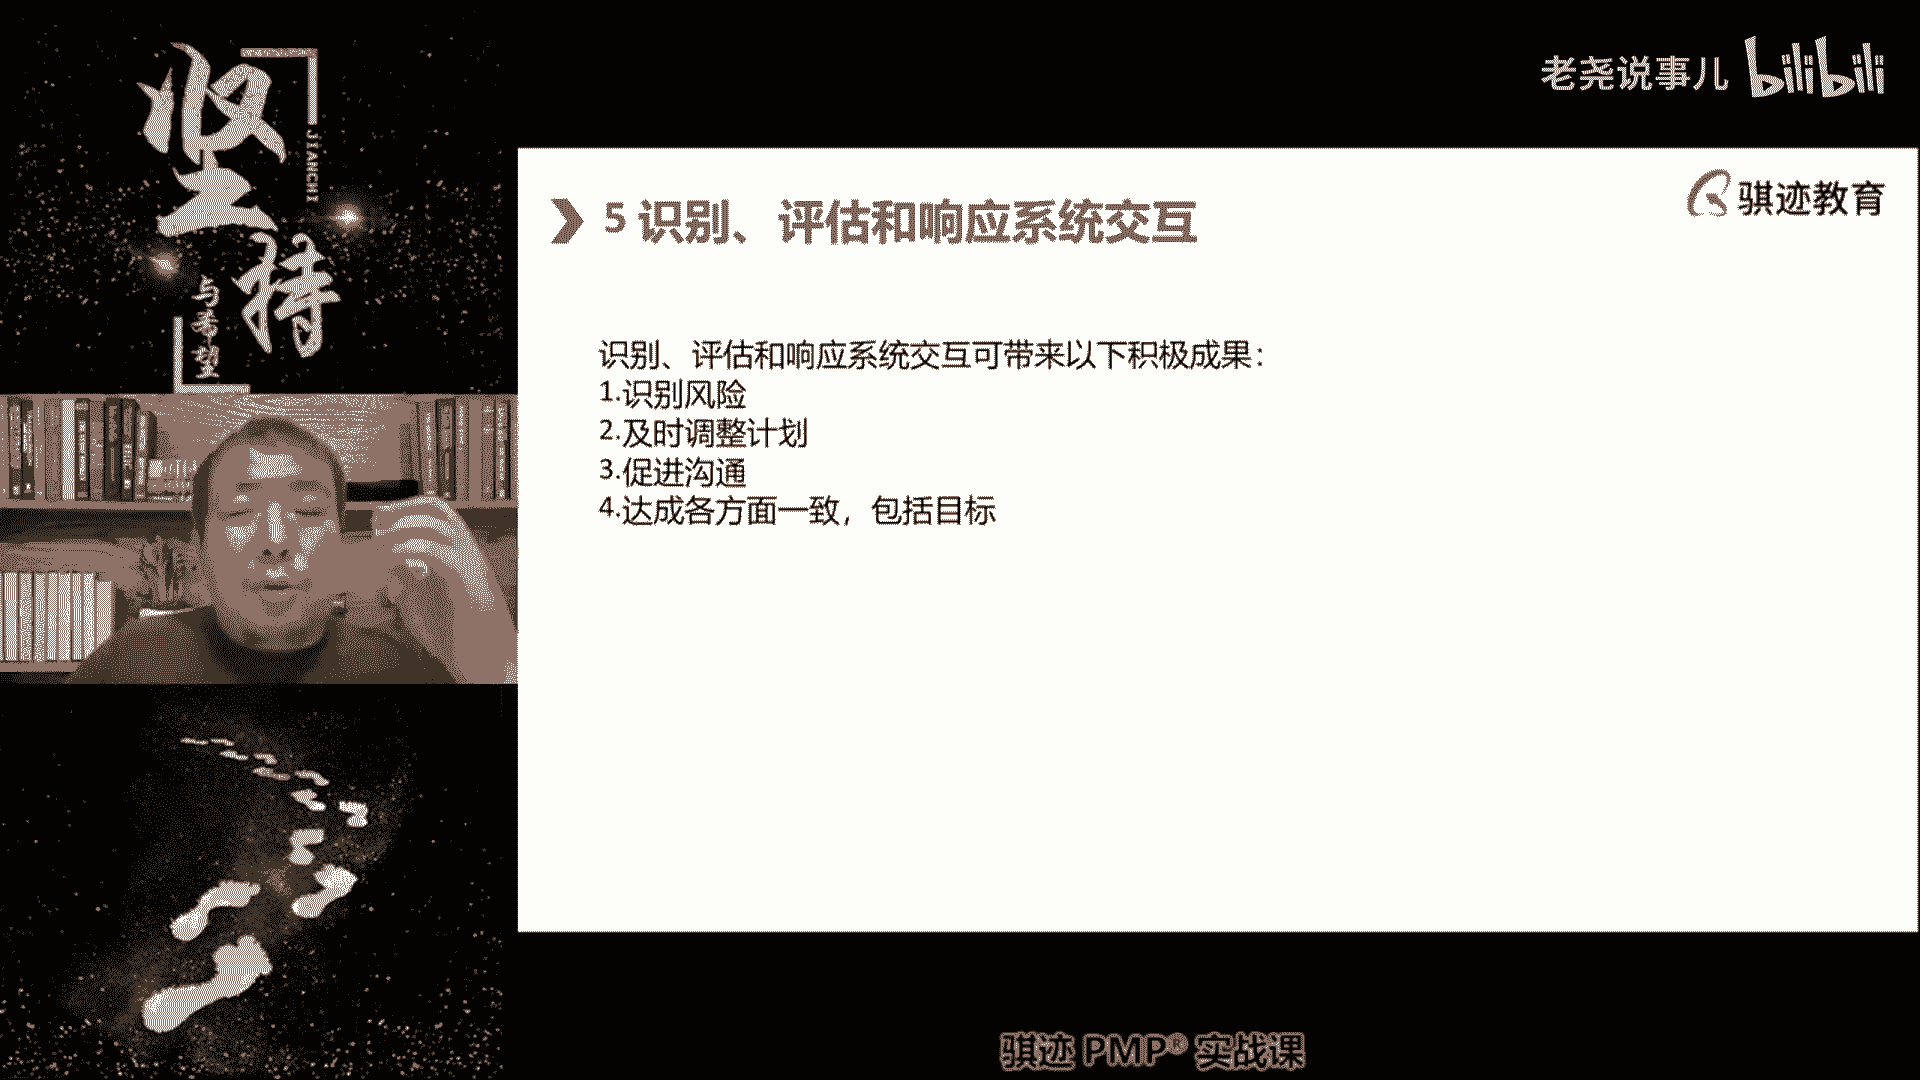 坚持
JIANCHI
与希望
老尧说事儿 bilibili
骐迹教育
5 识别、评估和响应系统交互
识别、评估和响应系统交互可带来以下积极成果：
1.识别风险
2.及时调整计划
3.促进沟通
4.达成各方面一致，包括目标
骐迹 PMP® 实战课